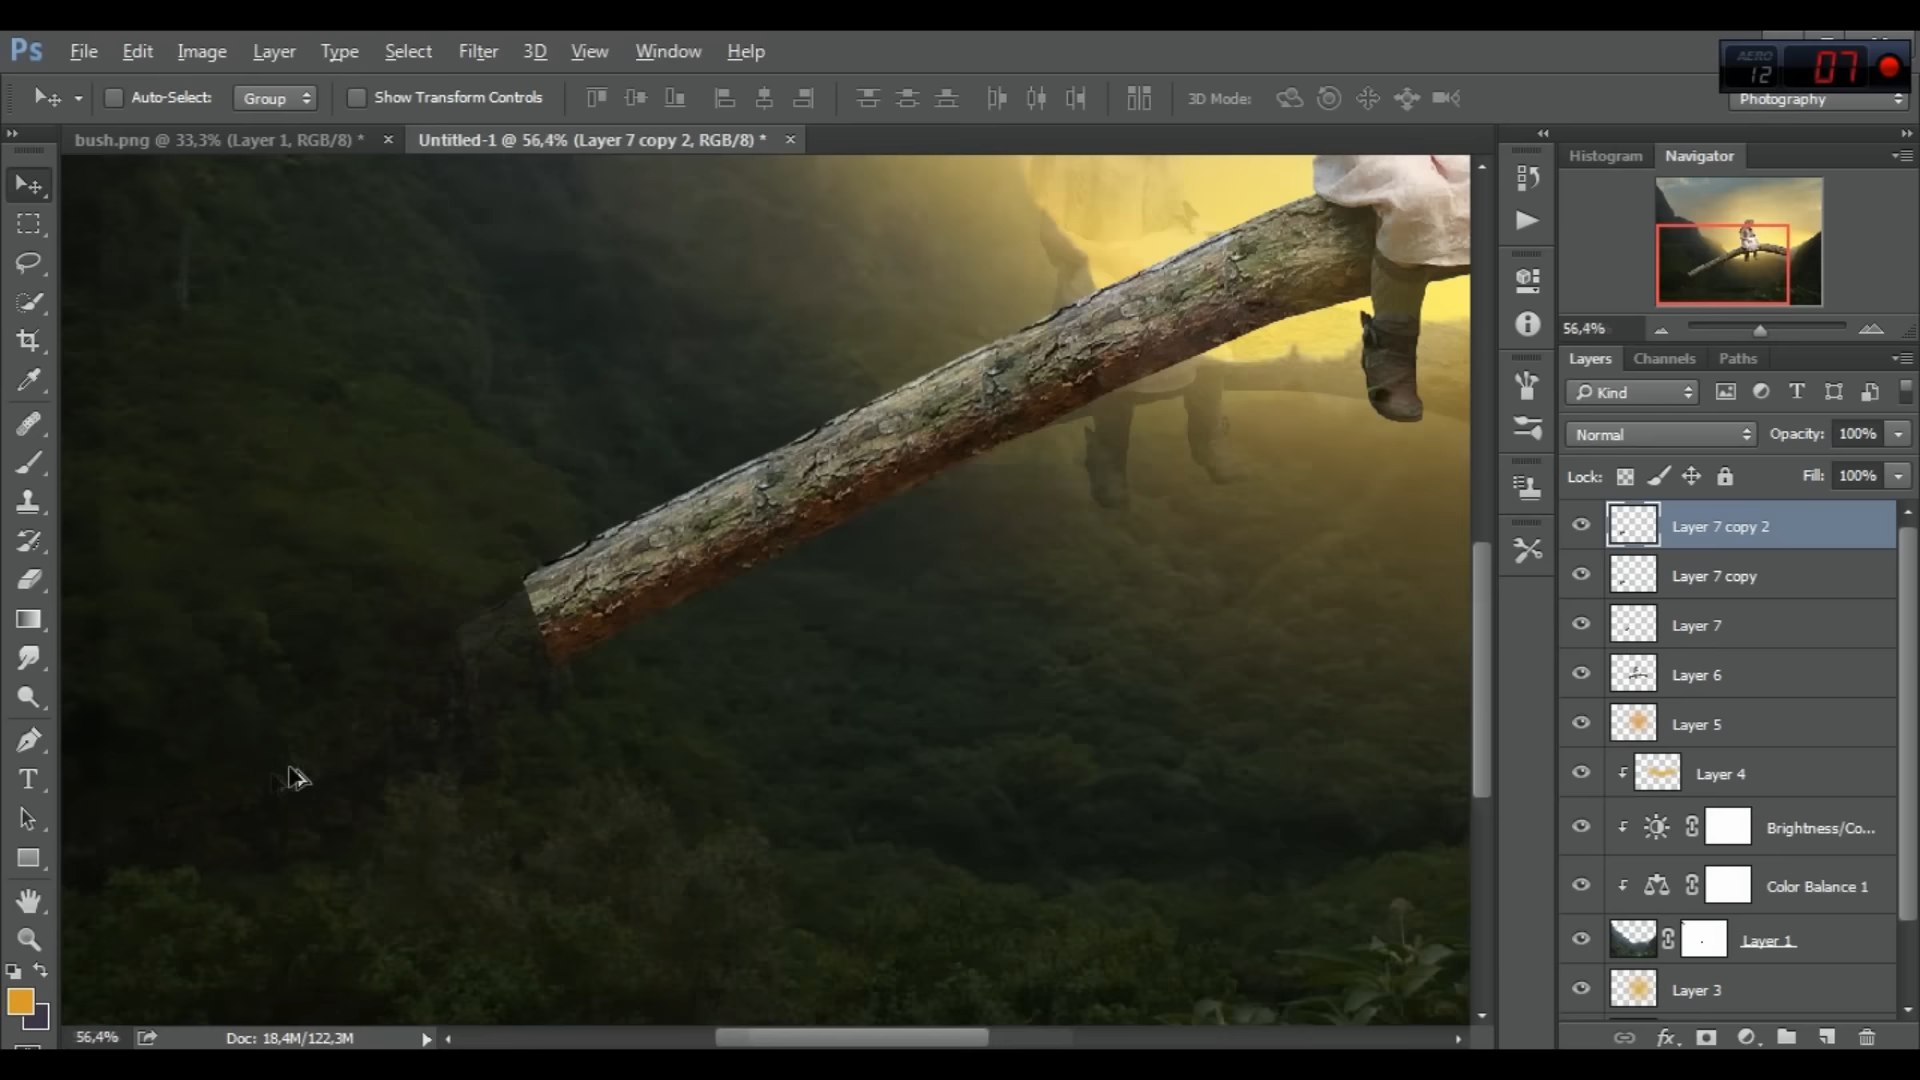 Ps File Edit Image Layer Type Select Filter 3D View Window Help
AERO 12 07
Auto-Select: Group Show Transform Controls 3D Mode: Photography
bush.png @ 33,3% (Layer 1, RGB/8) * × Untitled-1 @ 56,4% (Layer 7 copy 2, RGB/8) * ×
Histogram Navigator
56,4%
Layers Channels Paths
Kind
Normal Opacity: 100%
Lock: Fill: 100%
Layer 7 copy 2
Layer 7 copy
Layer 7
Layer 6
Layer 5
Layer 4
Brightness/Co...
Color Balance 1
Layer 1
Layer 3
56,4% Doc: 18,4M/122,3M